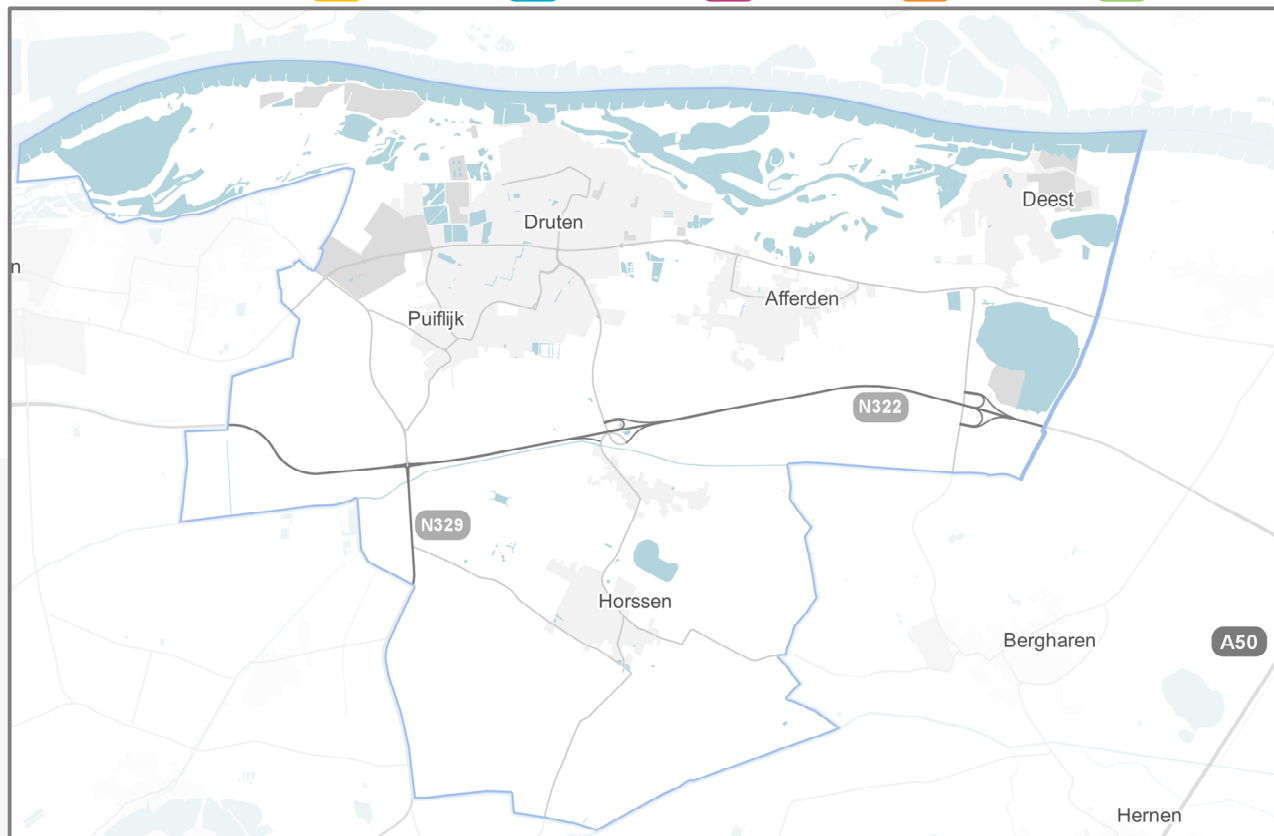 Deest
Druten
n
Afferden
Puiflijk
N322
N329
Horssen
Bergharen
A50
Hernen